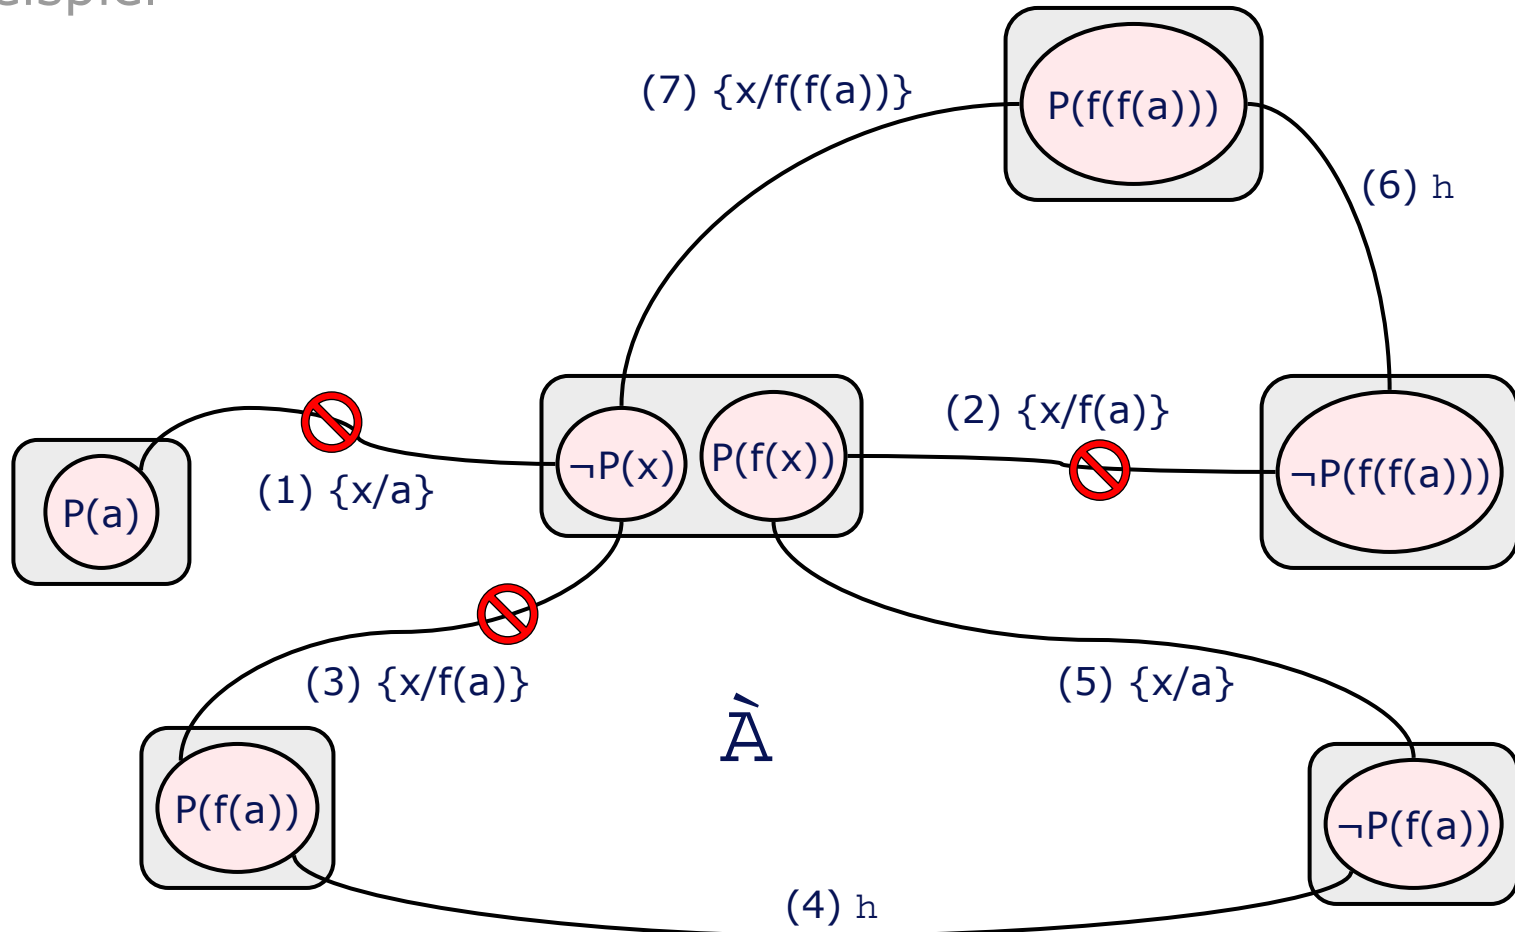 (7) {x/f(f(a))}
P(f(f(a)))
(6) h
(2) {x/f(a)}
¬P(x)
P(f(x))
¬P(f(f(a)))
(1) {x/a}
P(a)
(3) {x/f(a)}
(5) {x/a}
À
P(f(a))
¬P(f(a))
(4) h